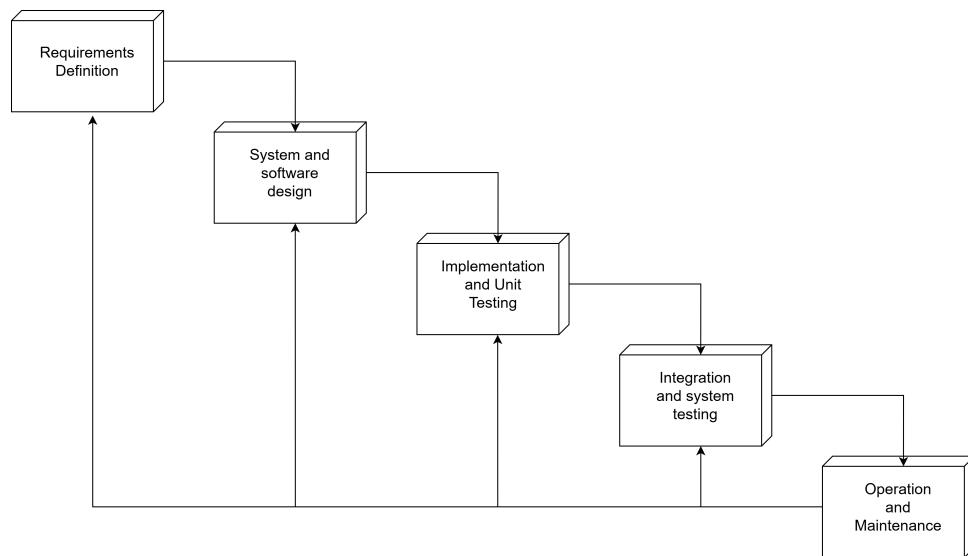 Requirements
Definition
System and
software
design
Implementation
and Unit
Testing
Integration
and system
testing
Operation
and
Maintenance